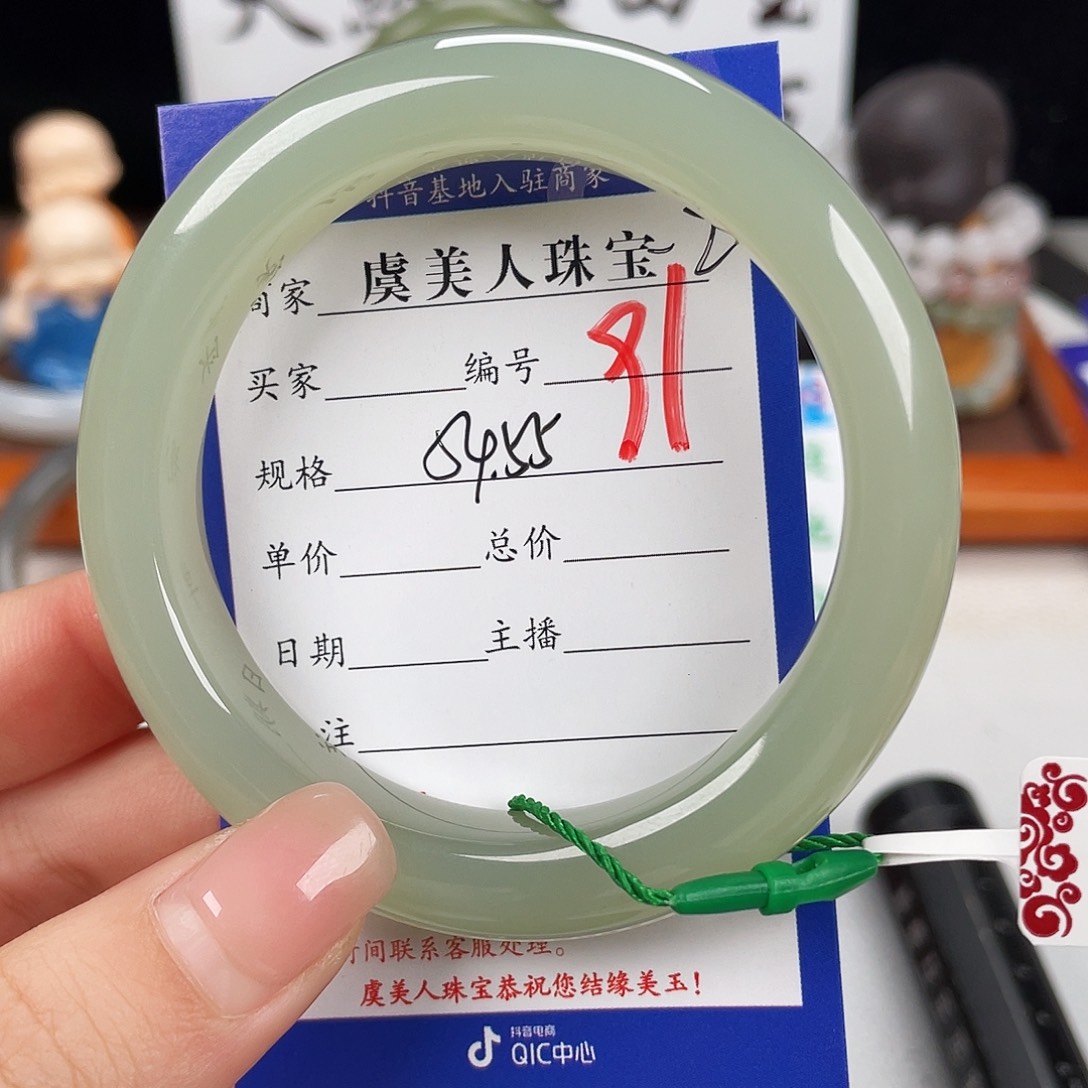 抖音基地入驻商家
商家 虞美人珠宝
买家 编号 91
规格 54.55
单价 总价
日期 主播
注
时间联系客服处理。
虞美人珠宝恭祝您结缘美玉！
抖音电商
QIC中心